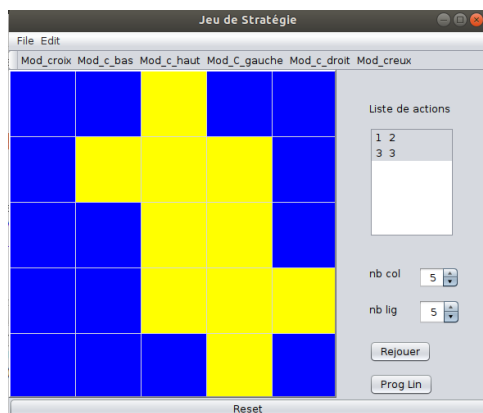 Jeu de Stratégie
File Edit
Mod_croix Mod_c_bas Mod_c_haut Mod_C_gauche Mod_c_droit Mod_creux
Liste de actions
1 2
3 3
nb col 5
nb lig 5
Rejouer
Prog Lin
Reset